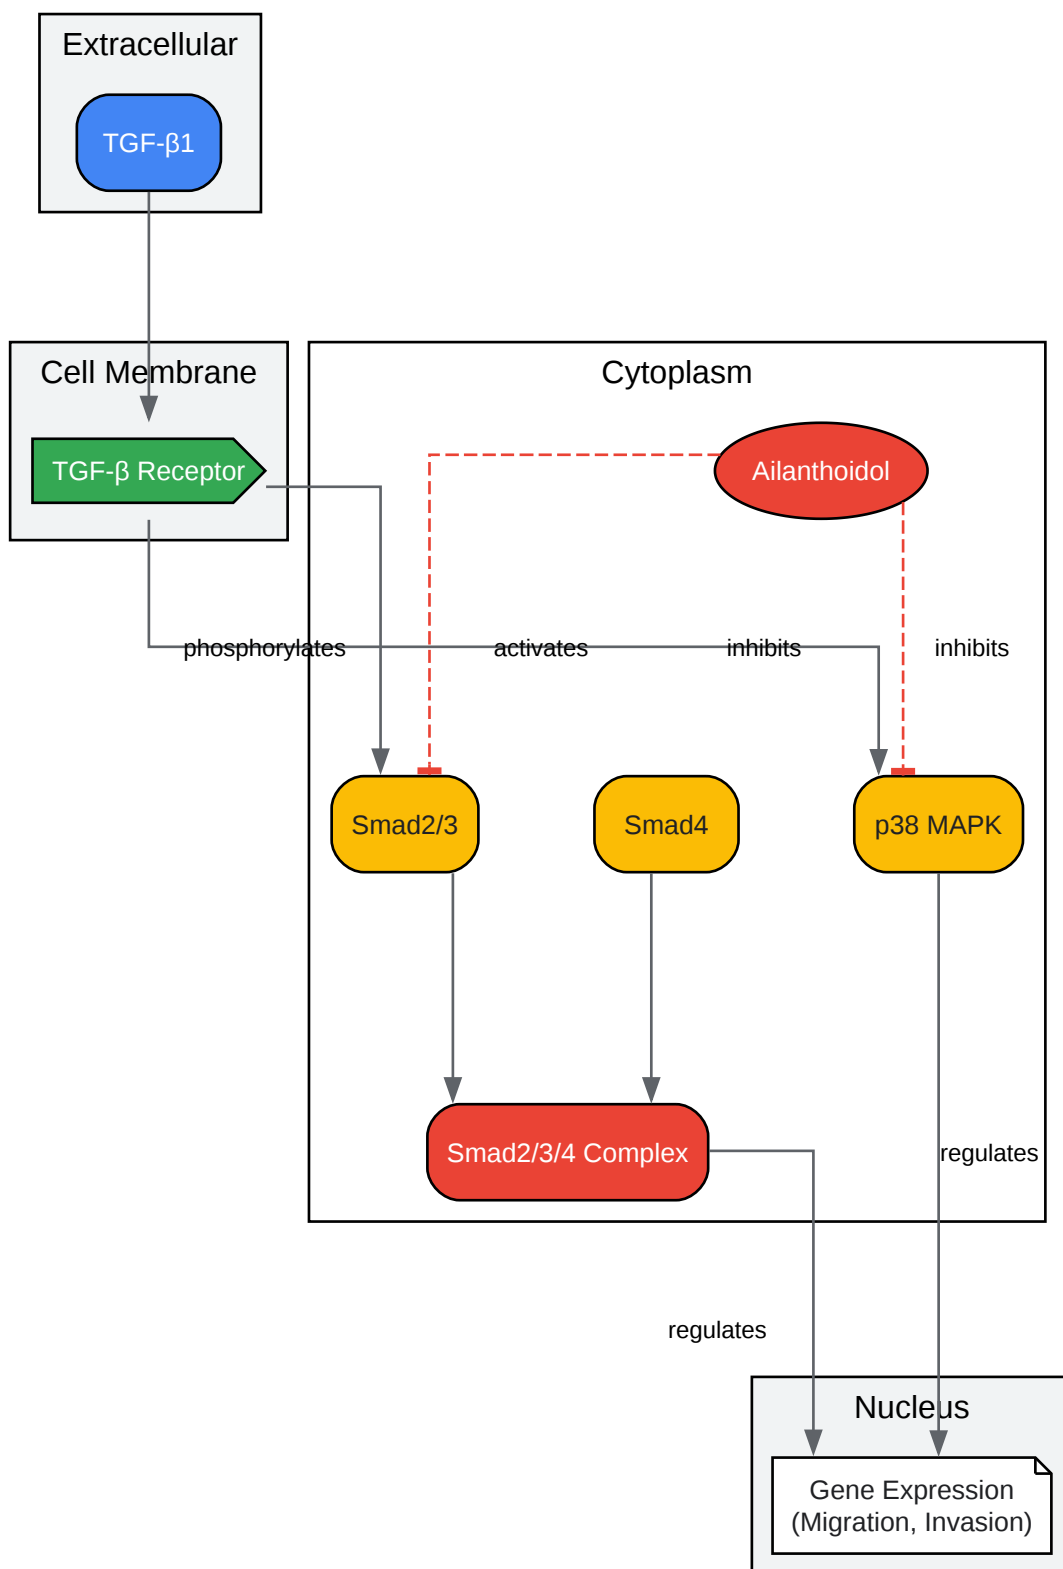 Extracellular
TGF-β1
Cell Membrane
Cytoplasm
TGF-β Receptor
Ailanthoidol
phosphorylates
activates
inhibits
inhibits
Smad2/3
Smad4
p38 MAPK
Smad2/3/4 Complex
regulates
regulates
Nucleus
Gene Expression
(Migration, Invasion)